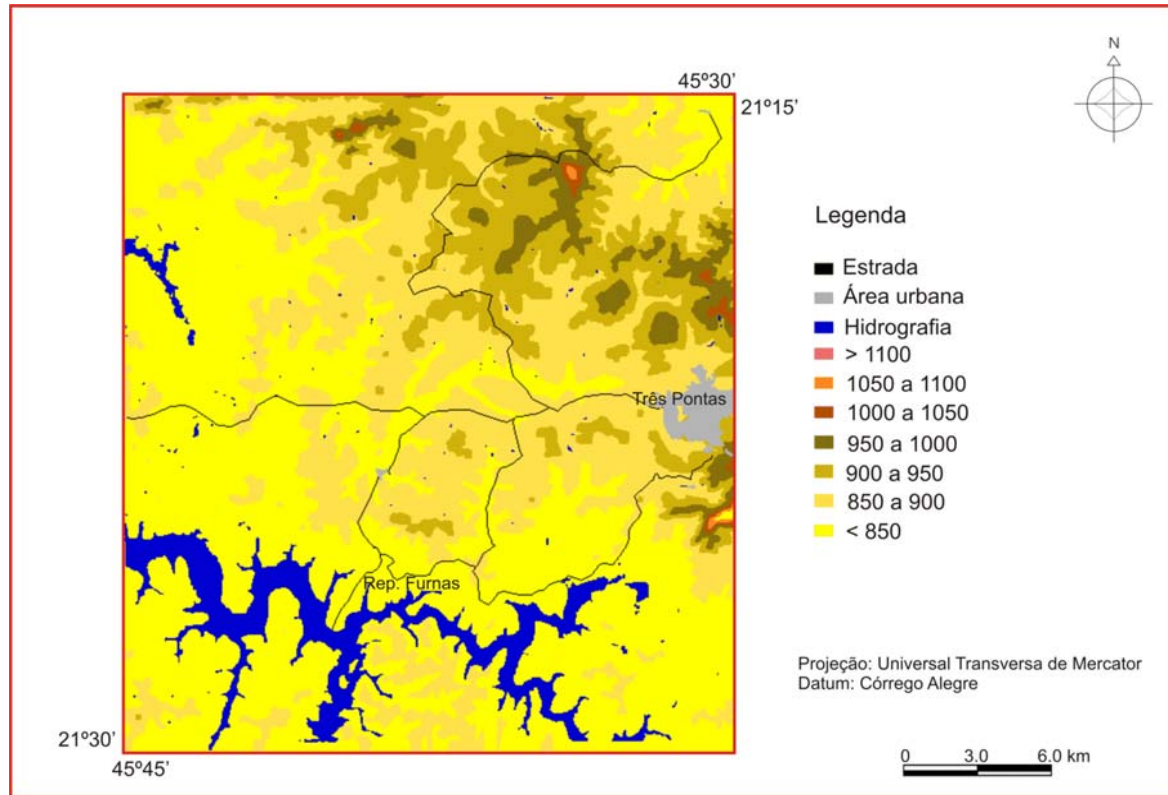 45º30’
21º15’
N
Legenda
Estrada
Área urbana
Hidrografia
> 1100
1050 a 1100
1000 a 1050
950 a 1000
900 a 950
850 a 900
< 850
Três Pontas
Rep. Furnas
Projeção: Universal Transversa de Mercator
Datum: Córrego Alegre
21º30’
45º45’
0 3.0 6.0 km